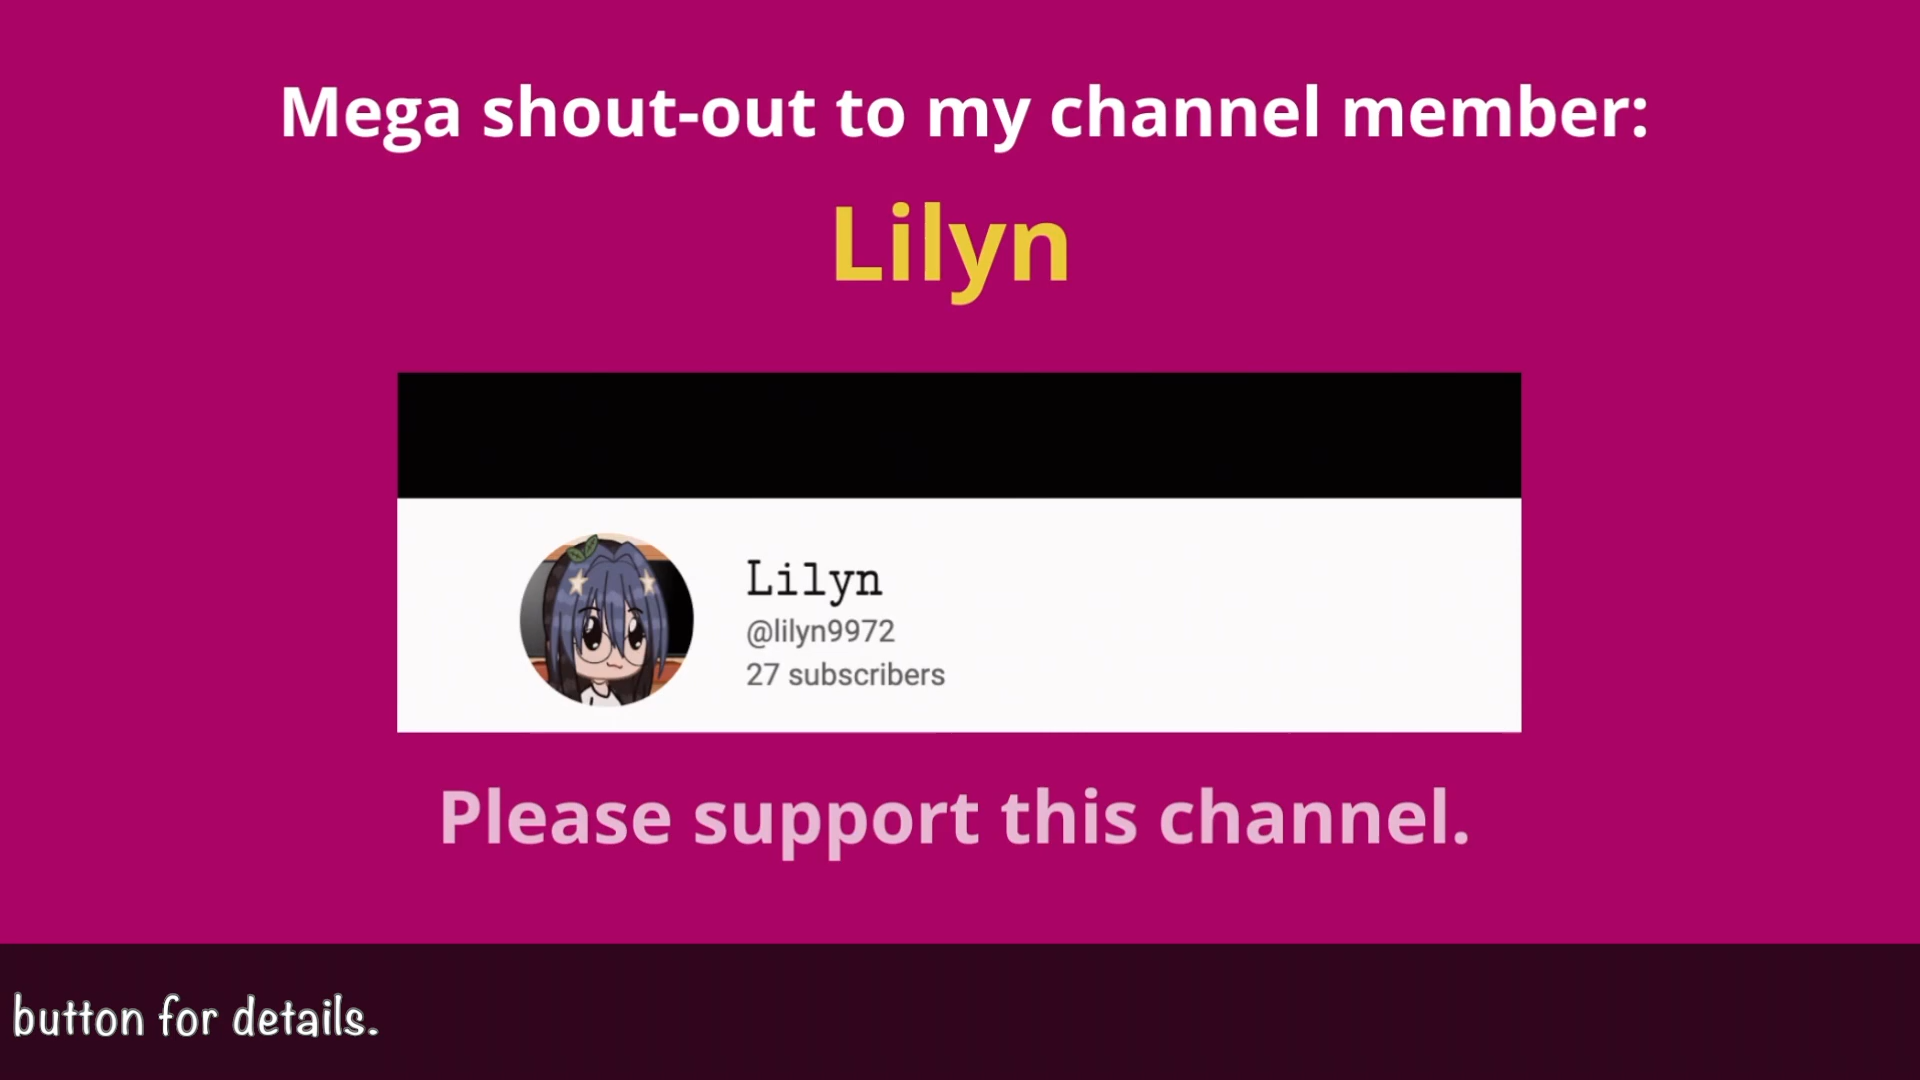 Mega shout-out to my channel member:
Lilyn
Lilyn
@lilyn9972
27 subscribers
Please support this channel.
button for details.